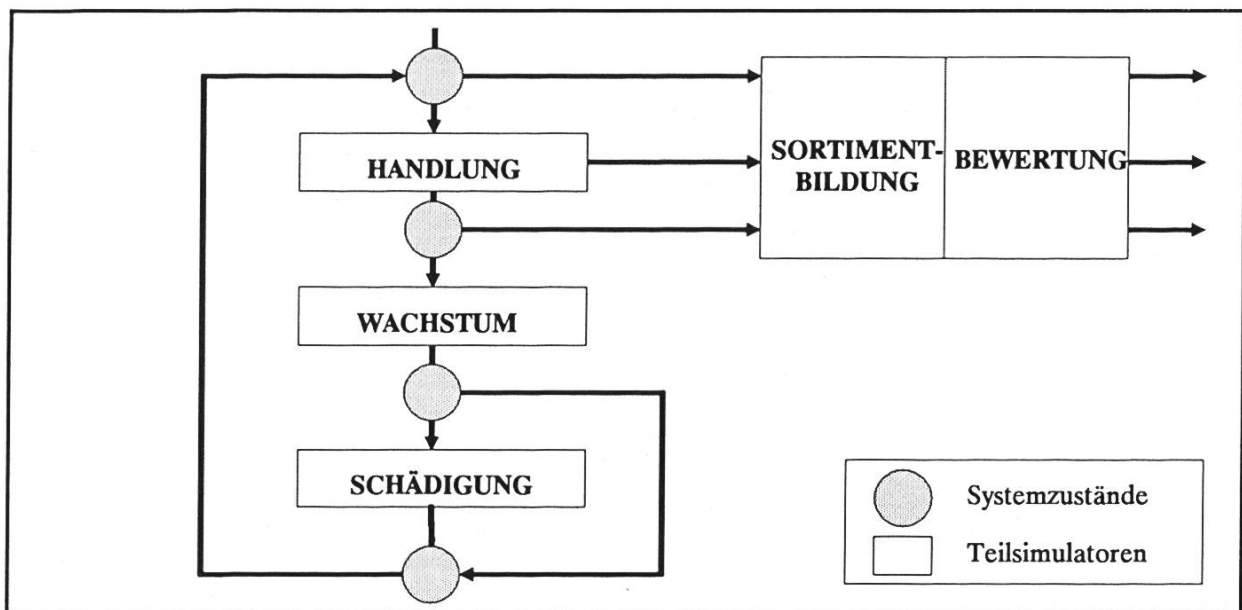 HANDLUNG
SORTIMENT-
BILDUNG
BEWERTUNG
WACHSTUM
SCHÄDIGUNG
Systemzustände
Teilsimulatoren